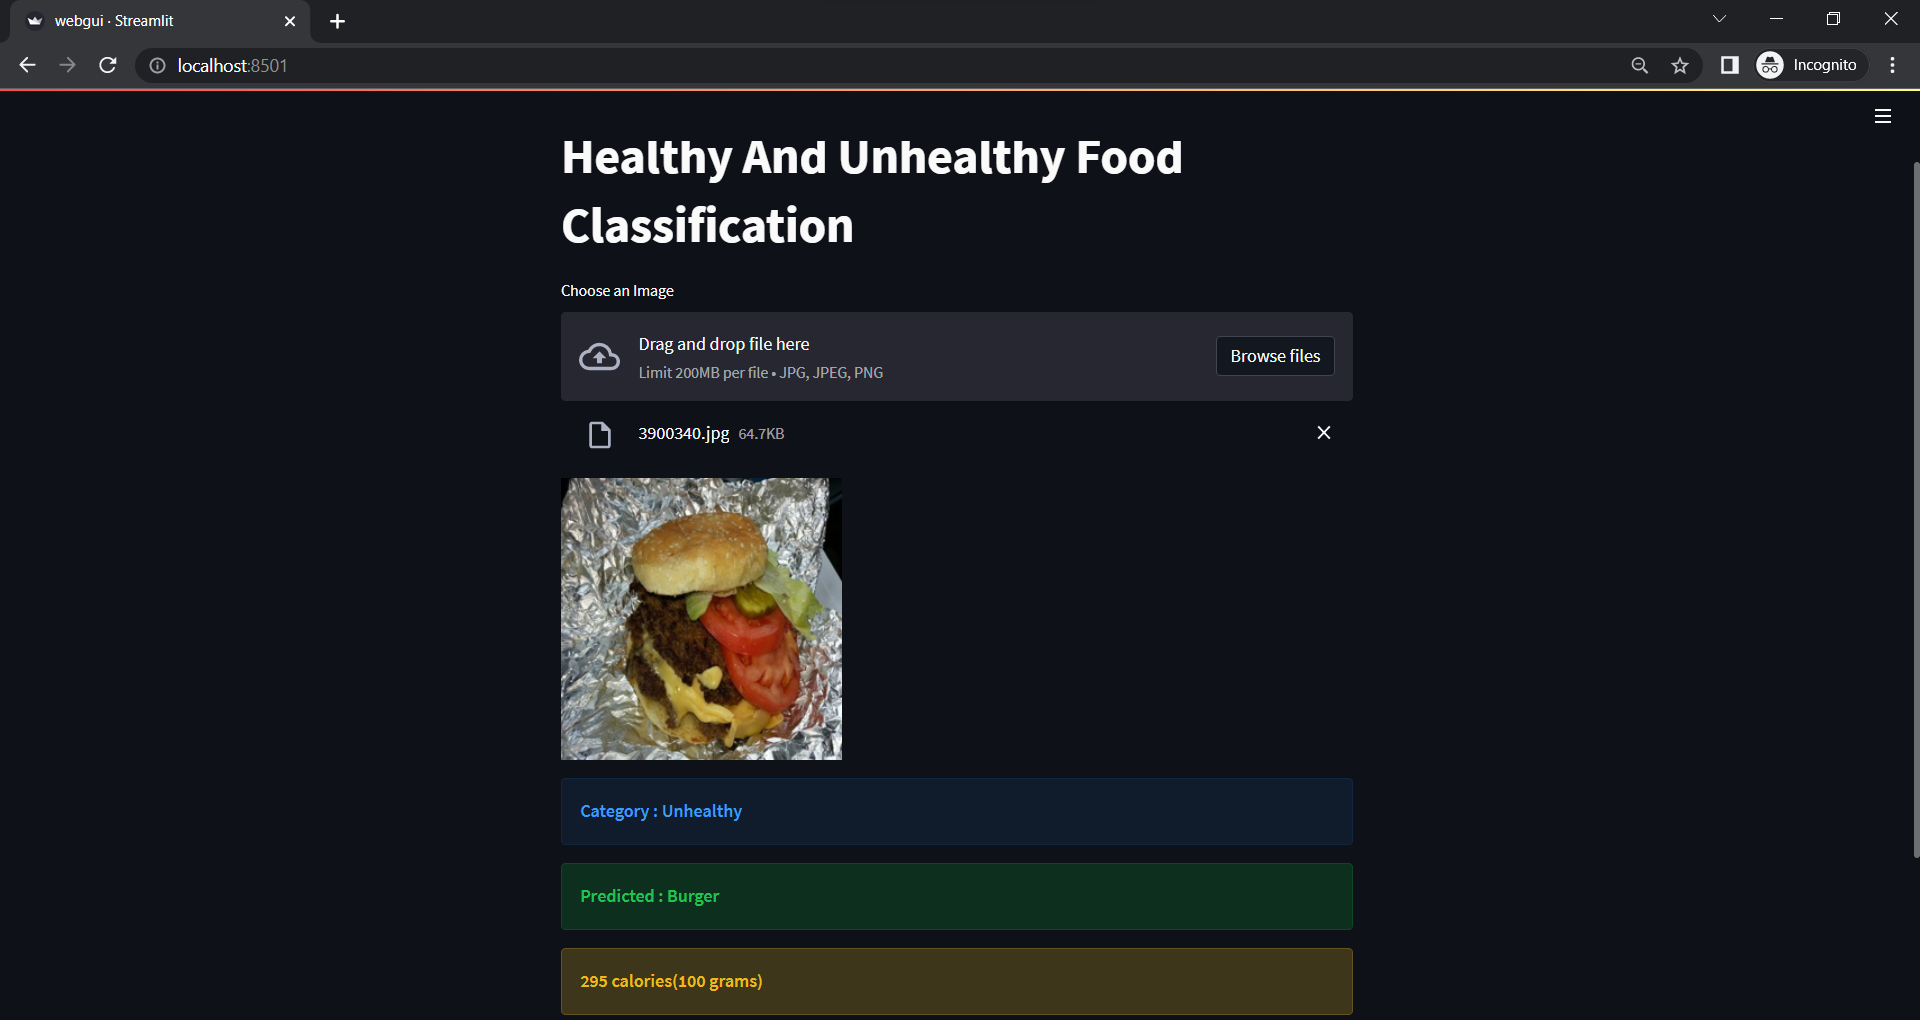 webgui · Streamlit
localhost:8501
Incognito
Healthy And Unhealthy Food
Classification
Choose an Image
Drag and drop file here
Limit 200MB per file • JPG, JPEG, PNG
Browse files
3900340.jpg 64.7KB
Category : Unhealthy
Predicted : Burger
295 calories(100 grams)